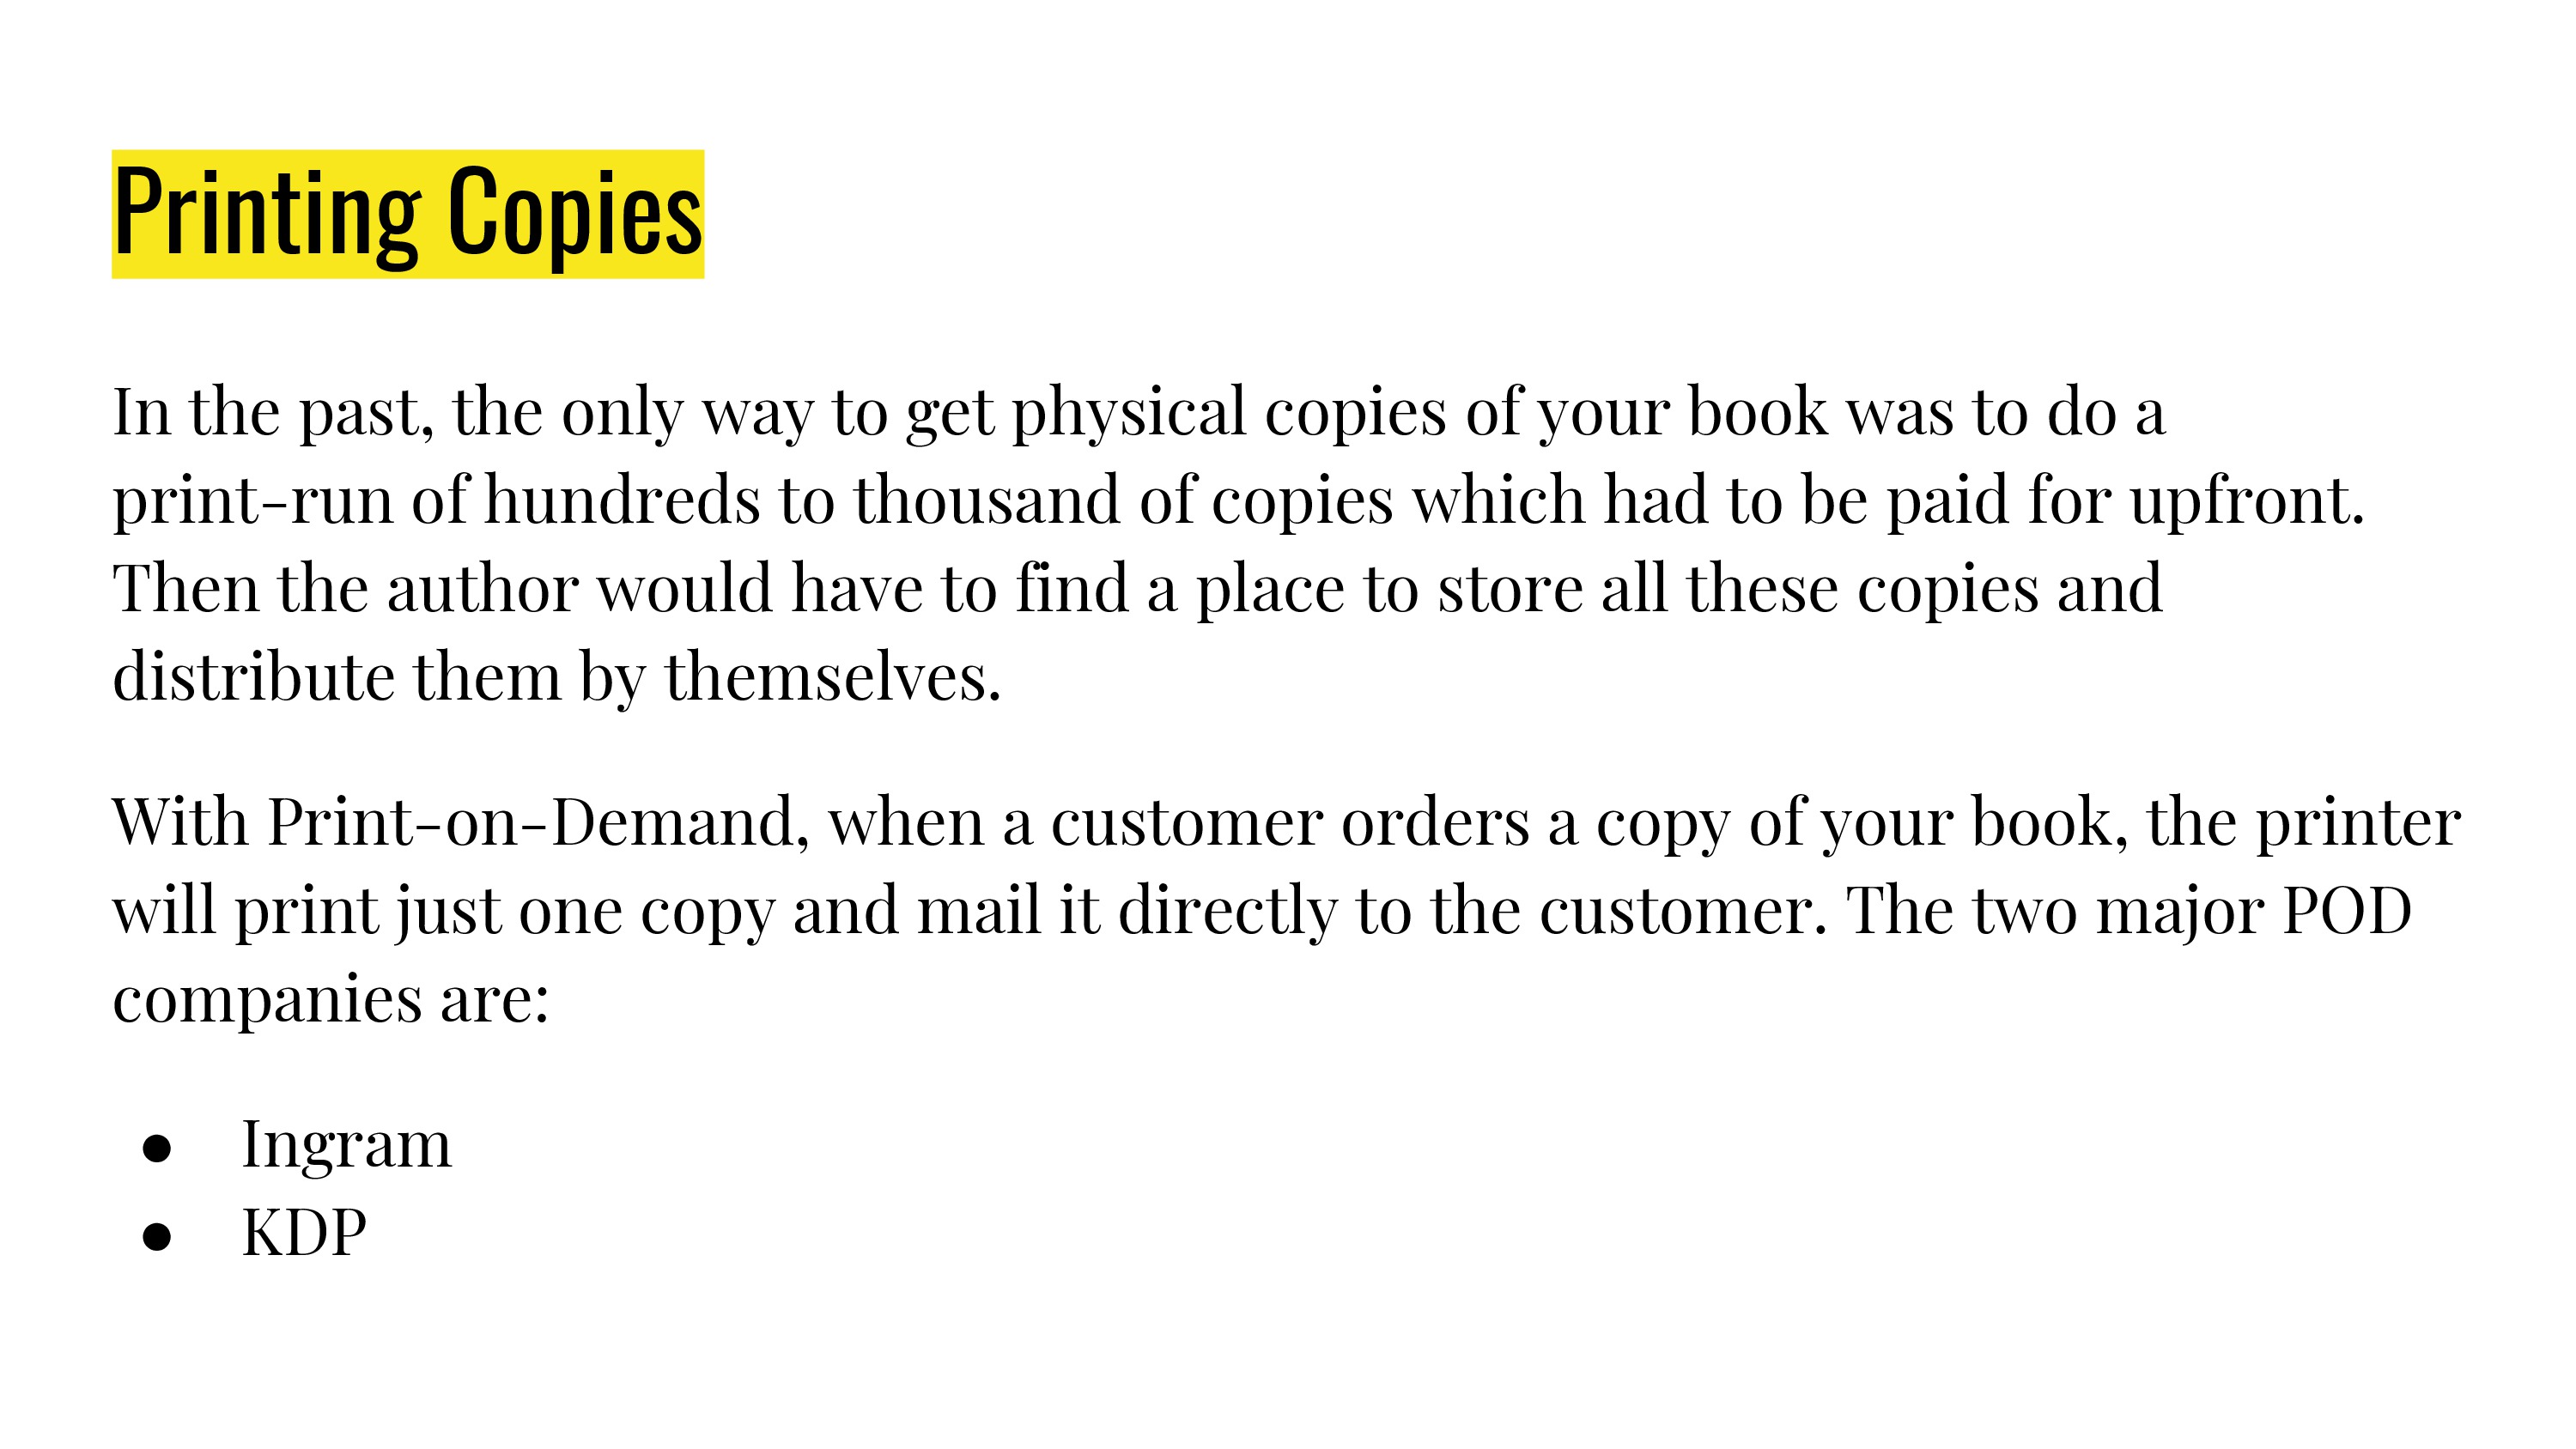 Printing Copies
In the past, the only way to get physical copies of your book was to do a
print-run of hundreds to thousand of copies which had to be paid for upfront.
Then the author would have to find a place to store all these copies and
distribute them by themselves.
With Print-on-Demand, when a customer orders a copy of your book, the printer
will print just one copy and mail it directly to the customer. The two major POD
companies are:
● Ingram
● KDP